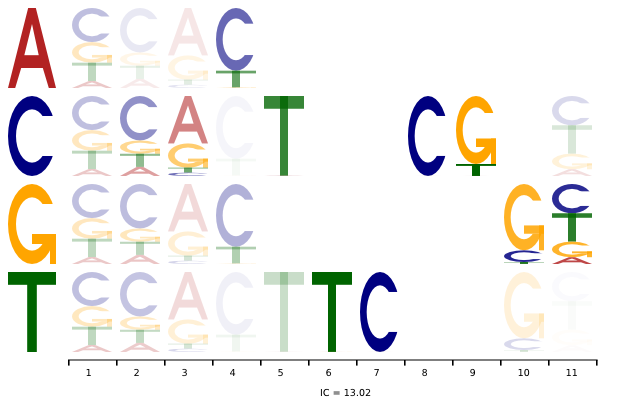 A C C A C
G G G T
T T T
A A
C C C A C T C G C
G G G T T T
T T T G
A A C A
G C C A C G C
G G G T C T
T T T G
A A A
T C C A C T T C G C
G G G T C T
T T
A A
1 2 3 4 5 6 7 8 9 10 11
IC = 13.02